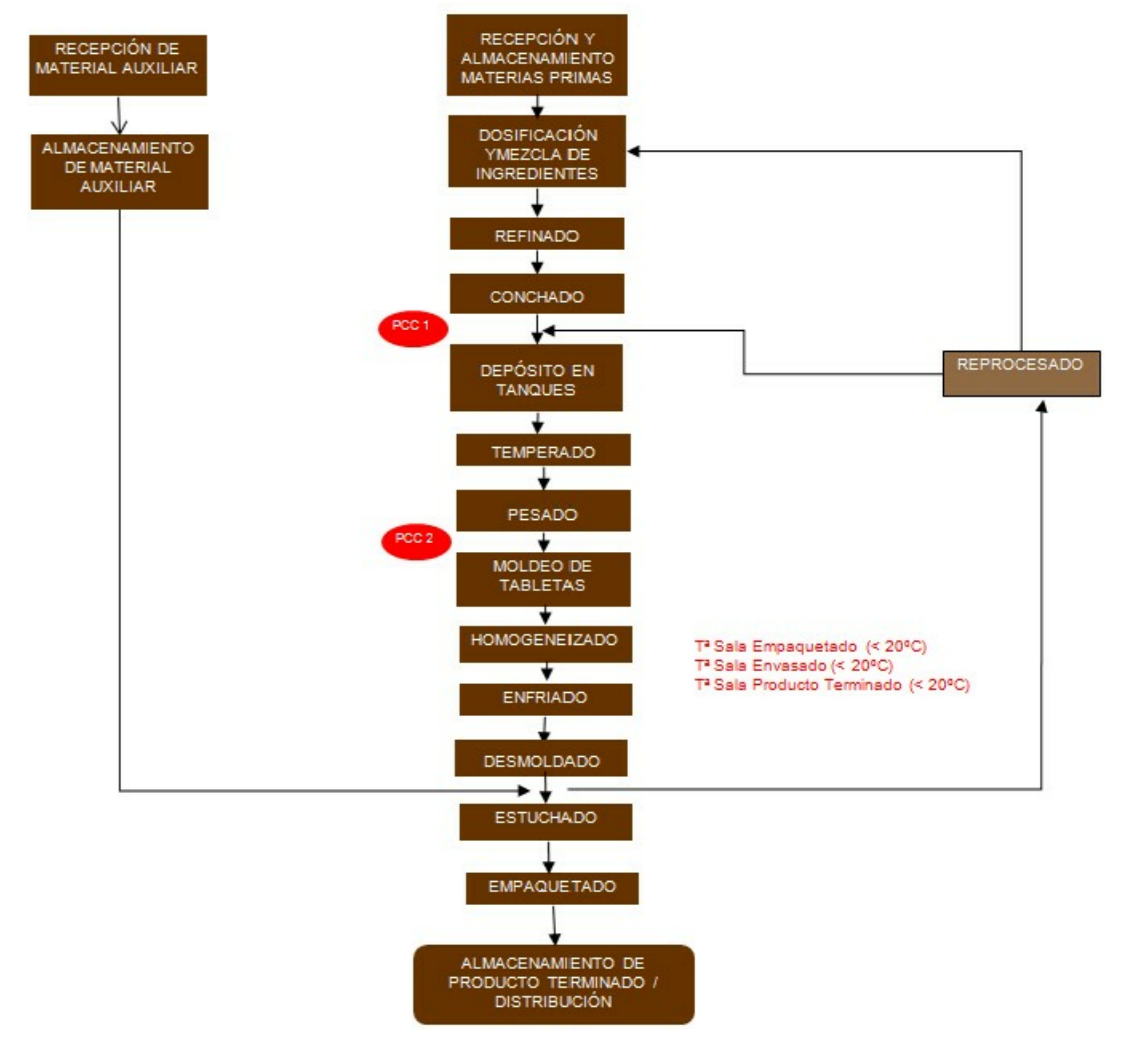 RECEPCIÓN DE
MATERIAL AUXILIAR
ALMACENAMIENTO
DE MATERIAL
AUXILIAR
RECEPCIÓN Y
ALMACENAMIENTO
MATERIAS PRIMAS
DOSIFICACIÓN
YMEZCLA DE
INGREDIENTES
REFINADO
CONCHADO
PCC 1
DEPÓSITO EN
TANQUES
REPROCESADO
TEMPERADO
PESADO
PCC 2
MOLDEO DE
TABLETAS
HOMOGENEIZADO
Tª Sala Empaquetado (< 20ºC)
Tª Sala Envasado (< 20ºC)
Tª Sala Producto Terminado (< 20ºC)
ENFRIADO
DESMOLDADO
ESTUCHADO
EMPAQUETADO
ALMACENAMIENTO DE
PRODUCTO TERMINADO /
DISTRIBUCIÓN